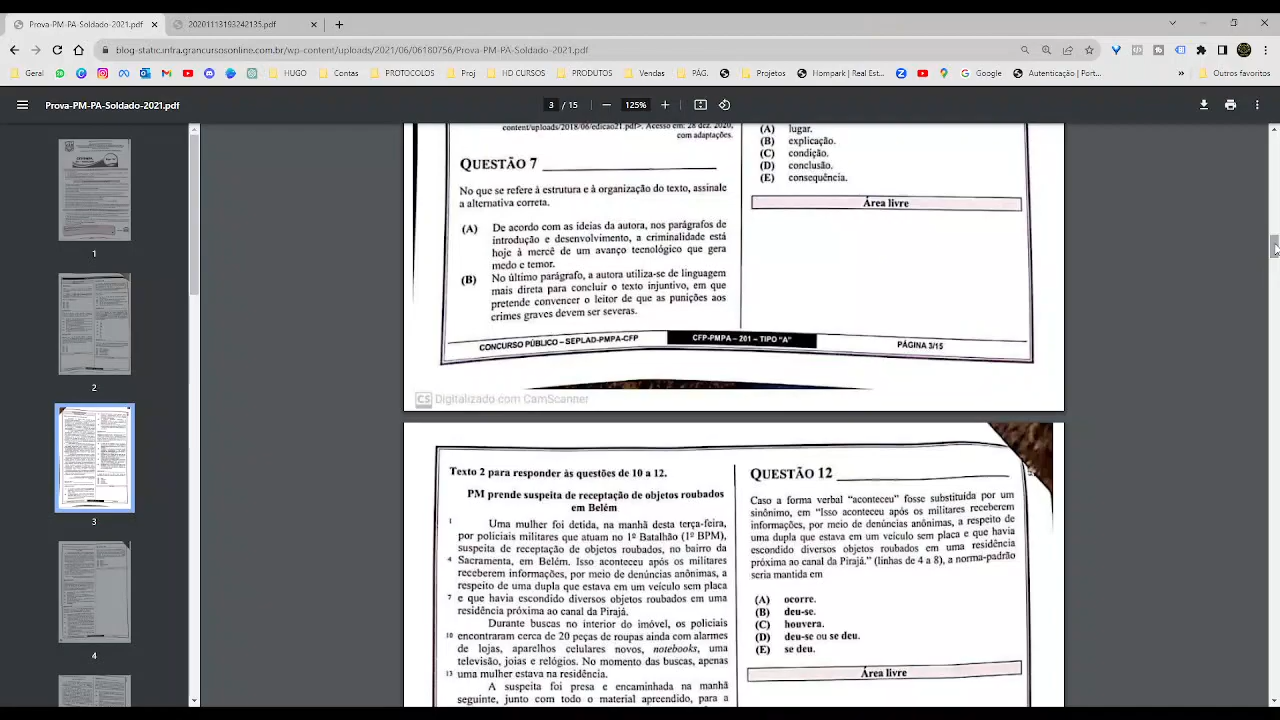 Prova-PM-PA-Soldado-2021.pdf
20201113193242135.pdf
blog-static.infra.grancursosonline.com.br/wp-content/uploads/2021/06/06180756/Prova-PM-PA-Soldado-2021.pdf
Geral
HUGO
Contas
PROTOCOLOS
Proj
HD CURSOS
PRODUTOS
Vendas
PÁG.
Projetos
Hompark | Real Est...
Google
Autenticação | Port...
Outros favoritos
Prova-PM-PA-Soldado-2021.pdf
3 / 15
125%
1
2
3
4
content/uploads/2018/06/edicao21.pdf>. Acesso em: 28 dez. 2020,
com adaptações.
QUESTÃO 7
No que se refere à estrutura e à organização do texto, assinale
a alternativa correta.
(A) De acordo com as ideias da autora, nos parágrafos de
introdução e desenvolvimento, a criminalidade está
hoje à mercê de um avanço tecnológico que gera
medo e temor.
(B) No último parágrafo, a autora utiliza-se de linguagem
mais direta para concluir o texto injuntivo, em que
pretende convencer o leitor de que as punições aos
crimes graves devem ser severas.
(A) lugar.
(B) explicação.
(C) condição.
(D) conclusão.
(E) consequência.
Área livre
CONCURSO PÚBLICO – SEPLAD-PMPA-CFP
CFP-PMPA – 201 – TIPO "A"
PÁGINA 3/15
CS Digitalizado com CamScanner
Texto 2 para responder às questões de 10 a 12.
PM prende suspeita de receptação de objetos roubados
em Belém
1 Uma mulher foi detida, na manhã desta terça-feira,
por policiais militares que atuam no 1º Batalhão (1º BPM),
suspeita de receptação de objetos roubados, no bairro da
4 Sacramenta, em Belém. Isso aconteceu após os militares
receberem informações, por meio de denúncias anônimas, a
respeito de uma dupla que estava em um veículo sem placa
7 e que havia escondido diversos objetos roubados em uma
residência próxima ao canal da Pirajá.
Durante buscas no interior do imóvel, os policiais
10 encontraram cerca de 20 peças de roupas ainda com alarmes
de lojas, aparelhos celulares novos, notebooks, uma
televisão, joias e relógios. No momento das buscas, apenas
13 uma mulher estava na residência.
A suspeita foi presa e encaminhada na manhã
seguinte, junto com todo o material apreendido, para a
QUESTÃO 12
Caso a forma verbal "aconteceu" fosse substituída por um
sinônimo, em "Isso aconteceu após os militares receberem
informações, por meio de denúncias anônimas, a respeito de
uma dupla que estava em um veículo sem placa e que havia
escondido diversos objetos roubados em uma residência
próxima ao canal da Pirajá." (linhas de 4 a 8), a norma-padrão
seria mantida em
(A) ocorre.
(B) deu-se.
(C) houvera.
(D) deu-se ou se deu.
(E) se deu.
Área livre